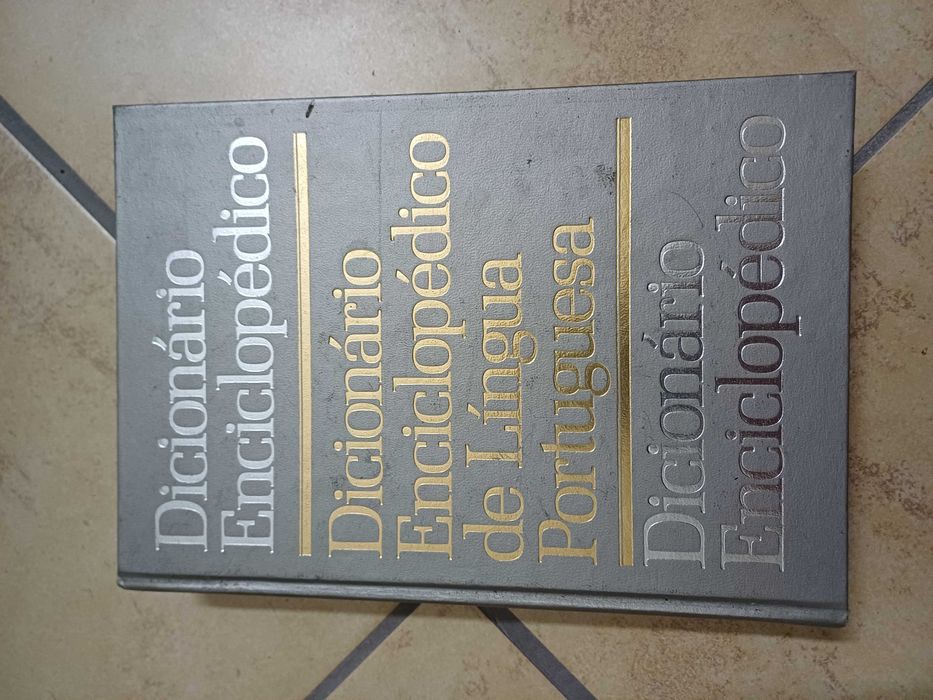 Dicionário
Enciclopédico
Dicionário
Enciclopédico
de Língua
Portuguesa
Dicionário
Enciclopédico